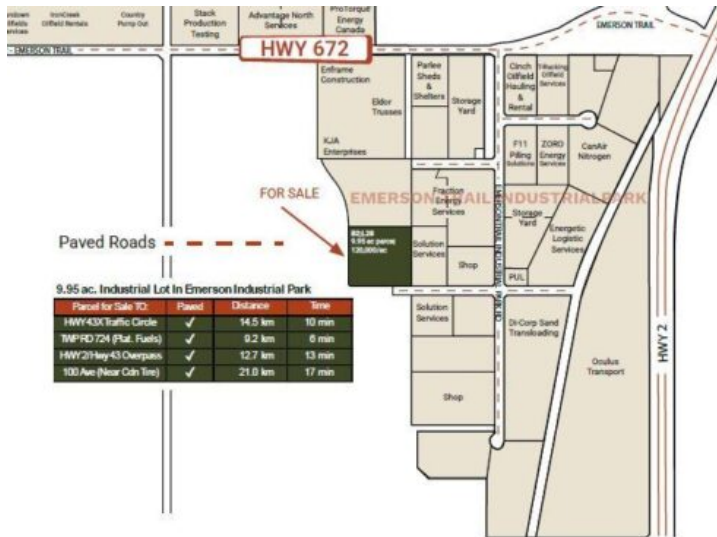 IronCreek
Oilfield Rentals
Country
Pump Out
Stack
Production
Testing
Advantage North
Services
ProTorque
Energy
Canada
EMERSON TRAIL
- EMERSON TRAIL
HWY 672
Enframe
Construction
Eldor
Trusses
KJA
Enterprises
Parlee
Sheds
&
Shelters
Storage
Yard
Cinch
Oilfield
Hauling
&
Rental
Trucking
Oilfield
Services
F11
Piling
Solutions
ZORO
Energy
Services
CanAir
Nitrogen
FOR SALE
EMERSON TRAIL INDUSTRIAL PARK
Fraction
Energy
Services
9.95 ac parcel
120,000/ac
Solution
Services
Shop
Storage
Yard
Energetic
Logistic
Services
PUL
EMERSON TRAIL INDUSTRIAL PARK RD
HWY 2
Paved Roads
9.95 ac. Industrial Lot In Emerson Industrial Park
Parcel for Sale TO: Paved Distance Time
HWY 43X Traffic Circle ✓ 14.5 km 10 min
TWP RD 724 (Plat. Fuels) ✓ 9.2 km 6 min
HWY 2/Hwy 43 Overpass ✓ 12.7 km 13 min
100 Ave (Near Cdn Tire) ✓ 21.0 km 17 min
Solution
Services
Di-Corp Sand
Transloading
Oculus
Transport
Shop